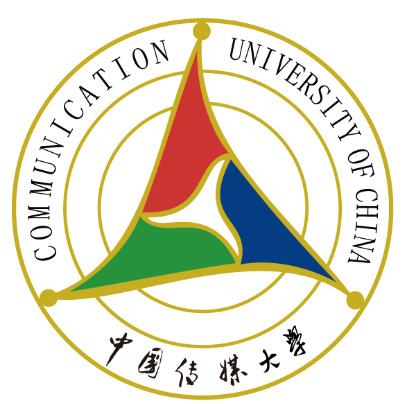 COMMUNICATION UNIVERSITY OF CHINA
中国传媒大学